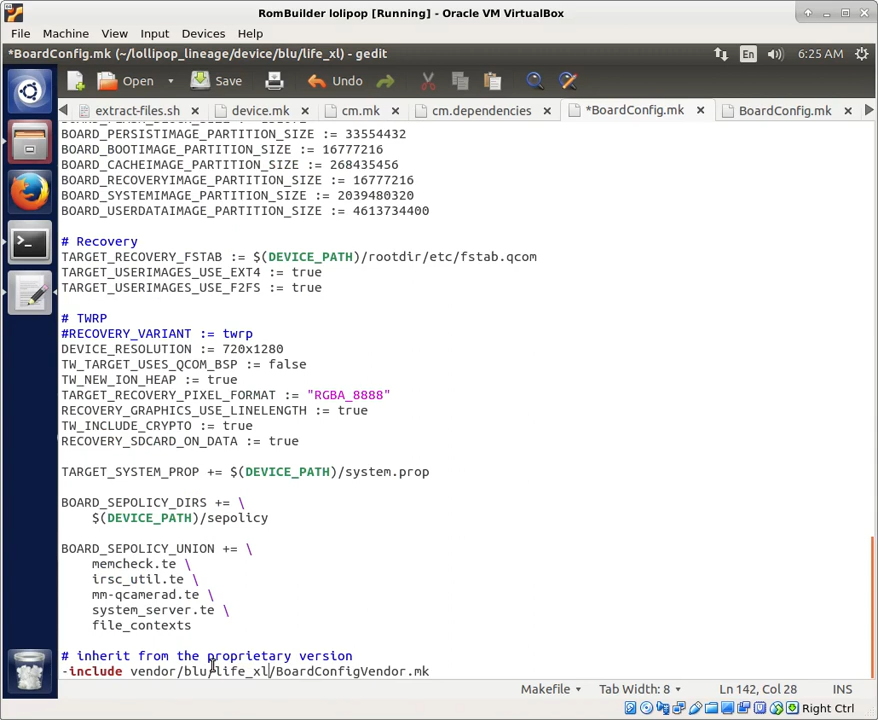 RomBuilder lolipop [Running] - Oracle VM VirtualBox
File Machine View Input Devices Help
*BoardConfig.mk (~/lollipop_lineage/device/blu/life_xl) - gedit En 6:25 AM
Open Save Undo
extract-files.sh × device.mk × cm.mk × cm.dependencies × *BoardConfig.mk × BoardConfig.mk ×
BOARD_PERSISTIMAGE_PARTITION_SIZE := 33554432
BOARD_BOOTIMAGE_PARTITION_SIZE := 16777216
BOARD_CACHEIMAGE_PARTITION_SIZE := 268435456
BOARD_RECOVERYIMAGE_PARTITION_SIZE := 16777216
BOARD_SYSTEMIMAGE_PARTITION_SIZE := 2039480320
BOARD_USERDATAIMAGE_PARTITION_SIZE := 4613734400
# Recovery
TARGET_RECOVERY_FSTAB := $(DEVICE_PATH)/rootdir/etc/fstab.qcom
TARGET_USERIMAGES_USE_EXT4 := true
TARGET_USERIMAGES_USE_F2FS := true
# TWRP
#RECOVERY_VARIANT := twrp
DEVICE_RESOLUTION := 720x1280
TW_TARGET_USES_QCOM_BSP := false
TW_NEW_ION_HEAP := true
TARGET_RECOVERY_PIXEL_FORMAT := "RGBA_8888"
RECOVERY_GRAPHICS_USE_LINELENGTH := true
TW_INCLUDE_CRYPTO := true
RECOVERY_SDCARD_ON_DATA := true
TARGET_SYSTEM_PROP += $(DEVICE_PATH)/system.prop
BOARD_SEPOLICY_DIRS += \
$(DEVICE_PATH)/sepolicy
BOARD_SEPOLICY_UNION += \
memcheck.te \
irsc_util.te \
mm-qcamerad.te \
system_server.te \
file_contexts
# inherit from the proprietary version
-include vendor/blu/life_xl/BoardConfigVendor.mk
Makefile Tab Width: 8 Ln 142, Col 28 INS
Right Ctrl